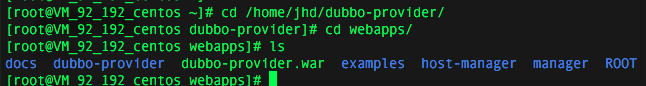 [root@VM_92_192_centos ~]# cd /home/jhd/dubbo-provider/
[root@VM_92_192_centos dubbo-provider]# cd webapps/
[root@VM_92_192_centos webapps]# ls
docs dubbo-provider dubbo-provider.war examples host-manager manager ROOT
[root@VM_92_192_centos webapps]#